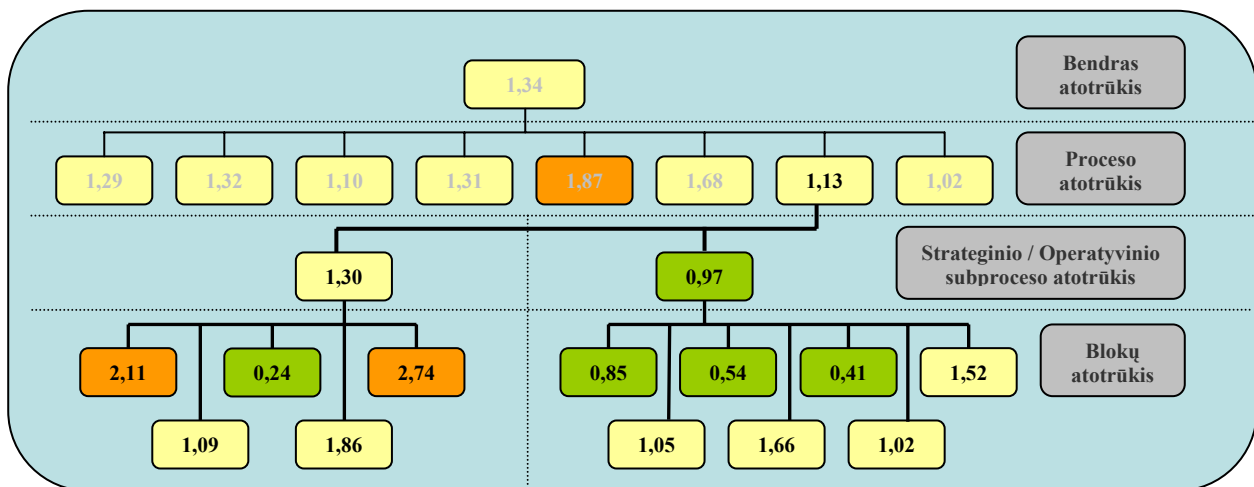 Bendras
atotrūkis
1,34
1,29 1,32 1,10 1,31 1,87 1,68 1,13 1,02
Proceso
atotrūkis
1,30 0,97
Strateginio / Operatyvinio
subproceso atotrūkis
2,11 0,24 2,74 0,85 0,54 0,41 1,52
Blokų
atotrūkis
1,09 1,86 1,05 1,66 1,02